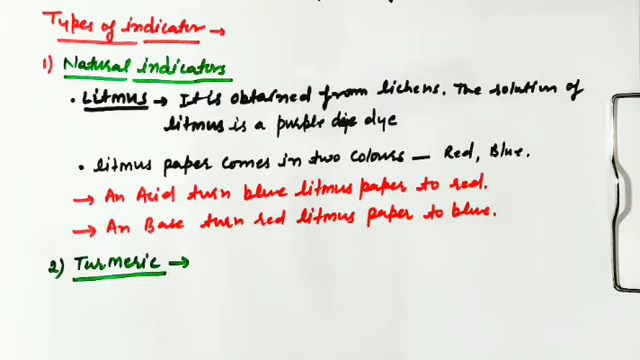 Types of indicator →
1) Natural indicators
• Litmus → It is obtained from lichens. The solution of
litmus is a purple dye dye
• litmus paper comes in two colours — Red, Blue.
→ An Acid turn blue litmus paper to red.
→ An Base turn red litmus paper to blue.
2) Turmeric →